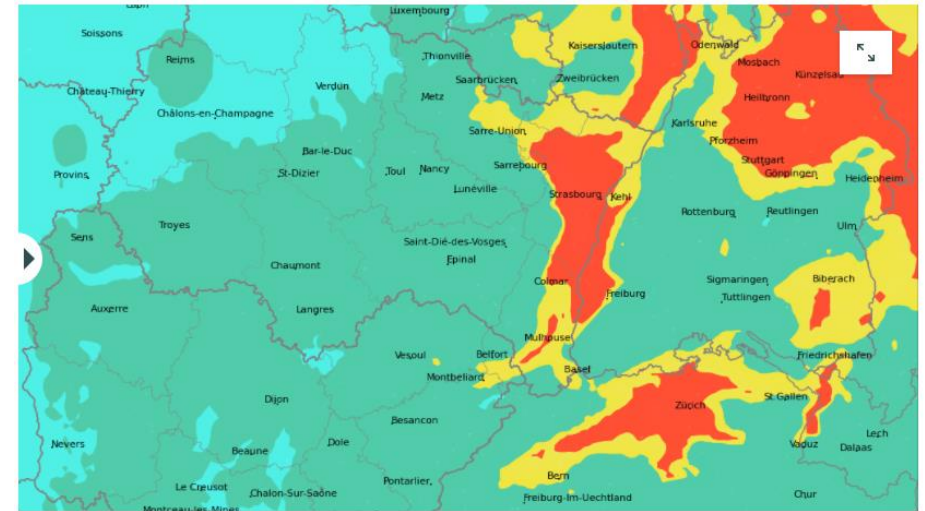 Luxembourg
Soissons
Odenwald
Kaiserslautern
Reims
Thionville
Mosbach
Künzelsau
Saarbrücken
Zweibrücken
Verdun
Château-Thierry
Metz
Heilbronn
Châlons-en-Champagne
Karlsruhe
Sarre-Union
Pforzheim
Bar-le-Duc
Stuttgart
Sarrebourg
Nancy
St-Dizier
Toul
Göppingen
Provins
Heidenheim
Lunéville
Strasbourg
Kehl
Rottenburg
Reutlingen
Troyes
Ulm
Sens
Saint-Dié-des-Vosges
Epinal
Chaumont
Biberach
Sigmaringen
Colmar
Freiburg
Tuttlingen
Auxerre
Langres
Mulhouse
Vesoul
Belfort
Friedrichshafen
Basel
Montbeliard
St Gallen
Dijon
Zürich
Besancon
Lech
Nevers
Dole
Vaduz
Dalaas
Beaune
Bern
Pontarlier
Le Creusot
Chalon-Sur-Saône
Freiburg-Im-Uechtland
Chur
Montceau-les-Mines